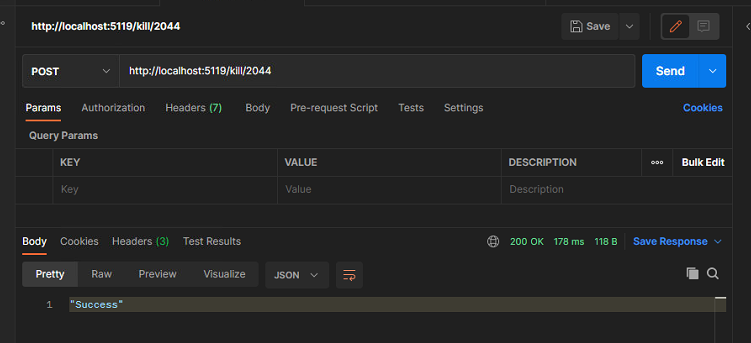 http://localhost:5119/kill/2044 Save
POST http://localhost:5119/kill/2044 Send
Params Authorization Headers (7) Body Pre-request Script Tests Settings Cookies
Query Params
KEY VALUE DESCRIPTION ooo Bulk Edit
Key Value Description
Body Cookies Headers (3) Test Results 200 OK 178 ms 118 B Save Response
Pretty Raw Preview Visualize JSON
1 "Success"